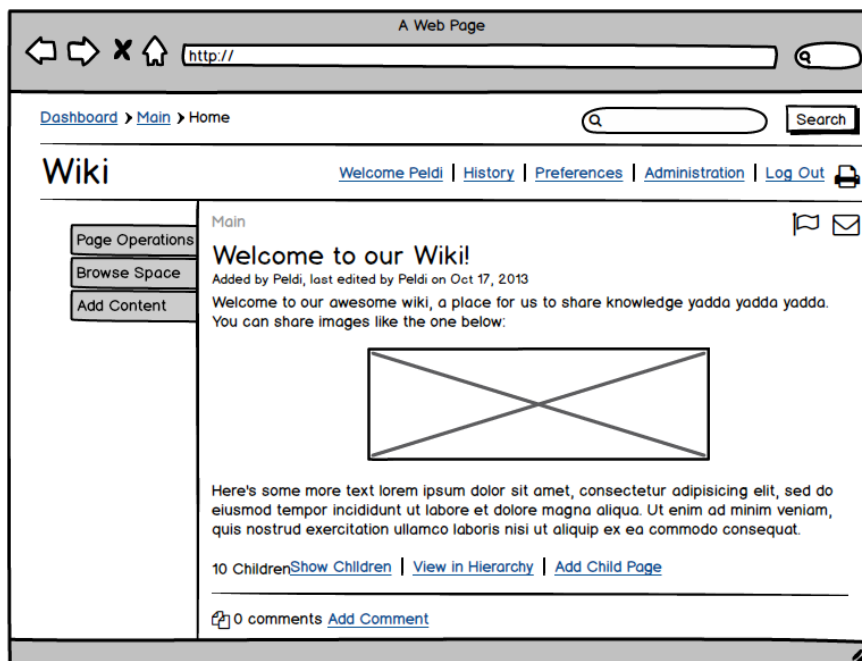 A Web Page
http://
Dashboard > Main > Home
Search
Wiki
Welcome Peldi | History | Preferences | Administration | Log Out
Page Operations
Browse Space
Add Content
Main
Welcome to our Wiki!
Added by Peldi, last edited by Peldi on Oct 17, 2013
Welcome to our awesome wiki, a place for us to share knowledge yadda yadda yadda.
You can share images like the one below:
Here's some more text lorem ipsum dolor sit amet, consectetur adipisicing elit, sed do
eiusmod tempor incididunt ut labore et dolore magna aliqua. Ut enim ad minim veniam,
quis nostrud exercitation ullamco laboris nisi ut aliquip ex ea commodo consequat.
10 Children Show Children | View in Hierarchy | Add Child Page
0 comments Add Comment